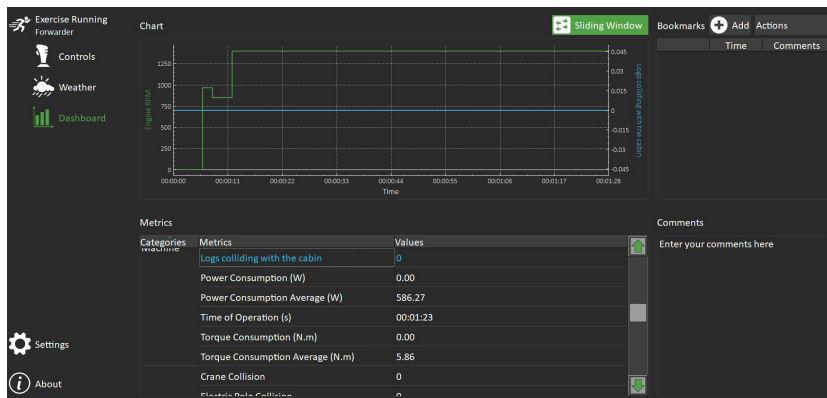 Exercise Running
Forwarder
Controls
Weather
Dashboard
Settings
About
Chart
Sliding Window
Engine RPM
1250
1000
750
500
250
0
0.045
0.03
0.015
0
-0.015
-0.03
-0.045
Logs colliding with the cabin
00:00:00 00:00:11 00:00:22 00:00:33 00:00:44 00:00:55 00:01:06 00:01:17 00:01:28
Time
Metrics
Categories Metrics Values
Machine
Logs colliding with the cabin 0
Power Consumption (W) 0.00
Power Consumption Average (W) 586.27
Time of Operation (s) 00:01:23
Torque Consumption (N.m) 0.00
Torque Consumption Average (N.m) 5.86
Crane Collision 0
Electric Pole Collision 0
Bookmarks Add Actions
Time Comments
Comments
Enter your comments here